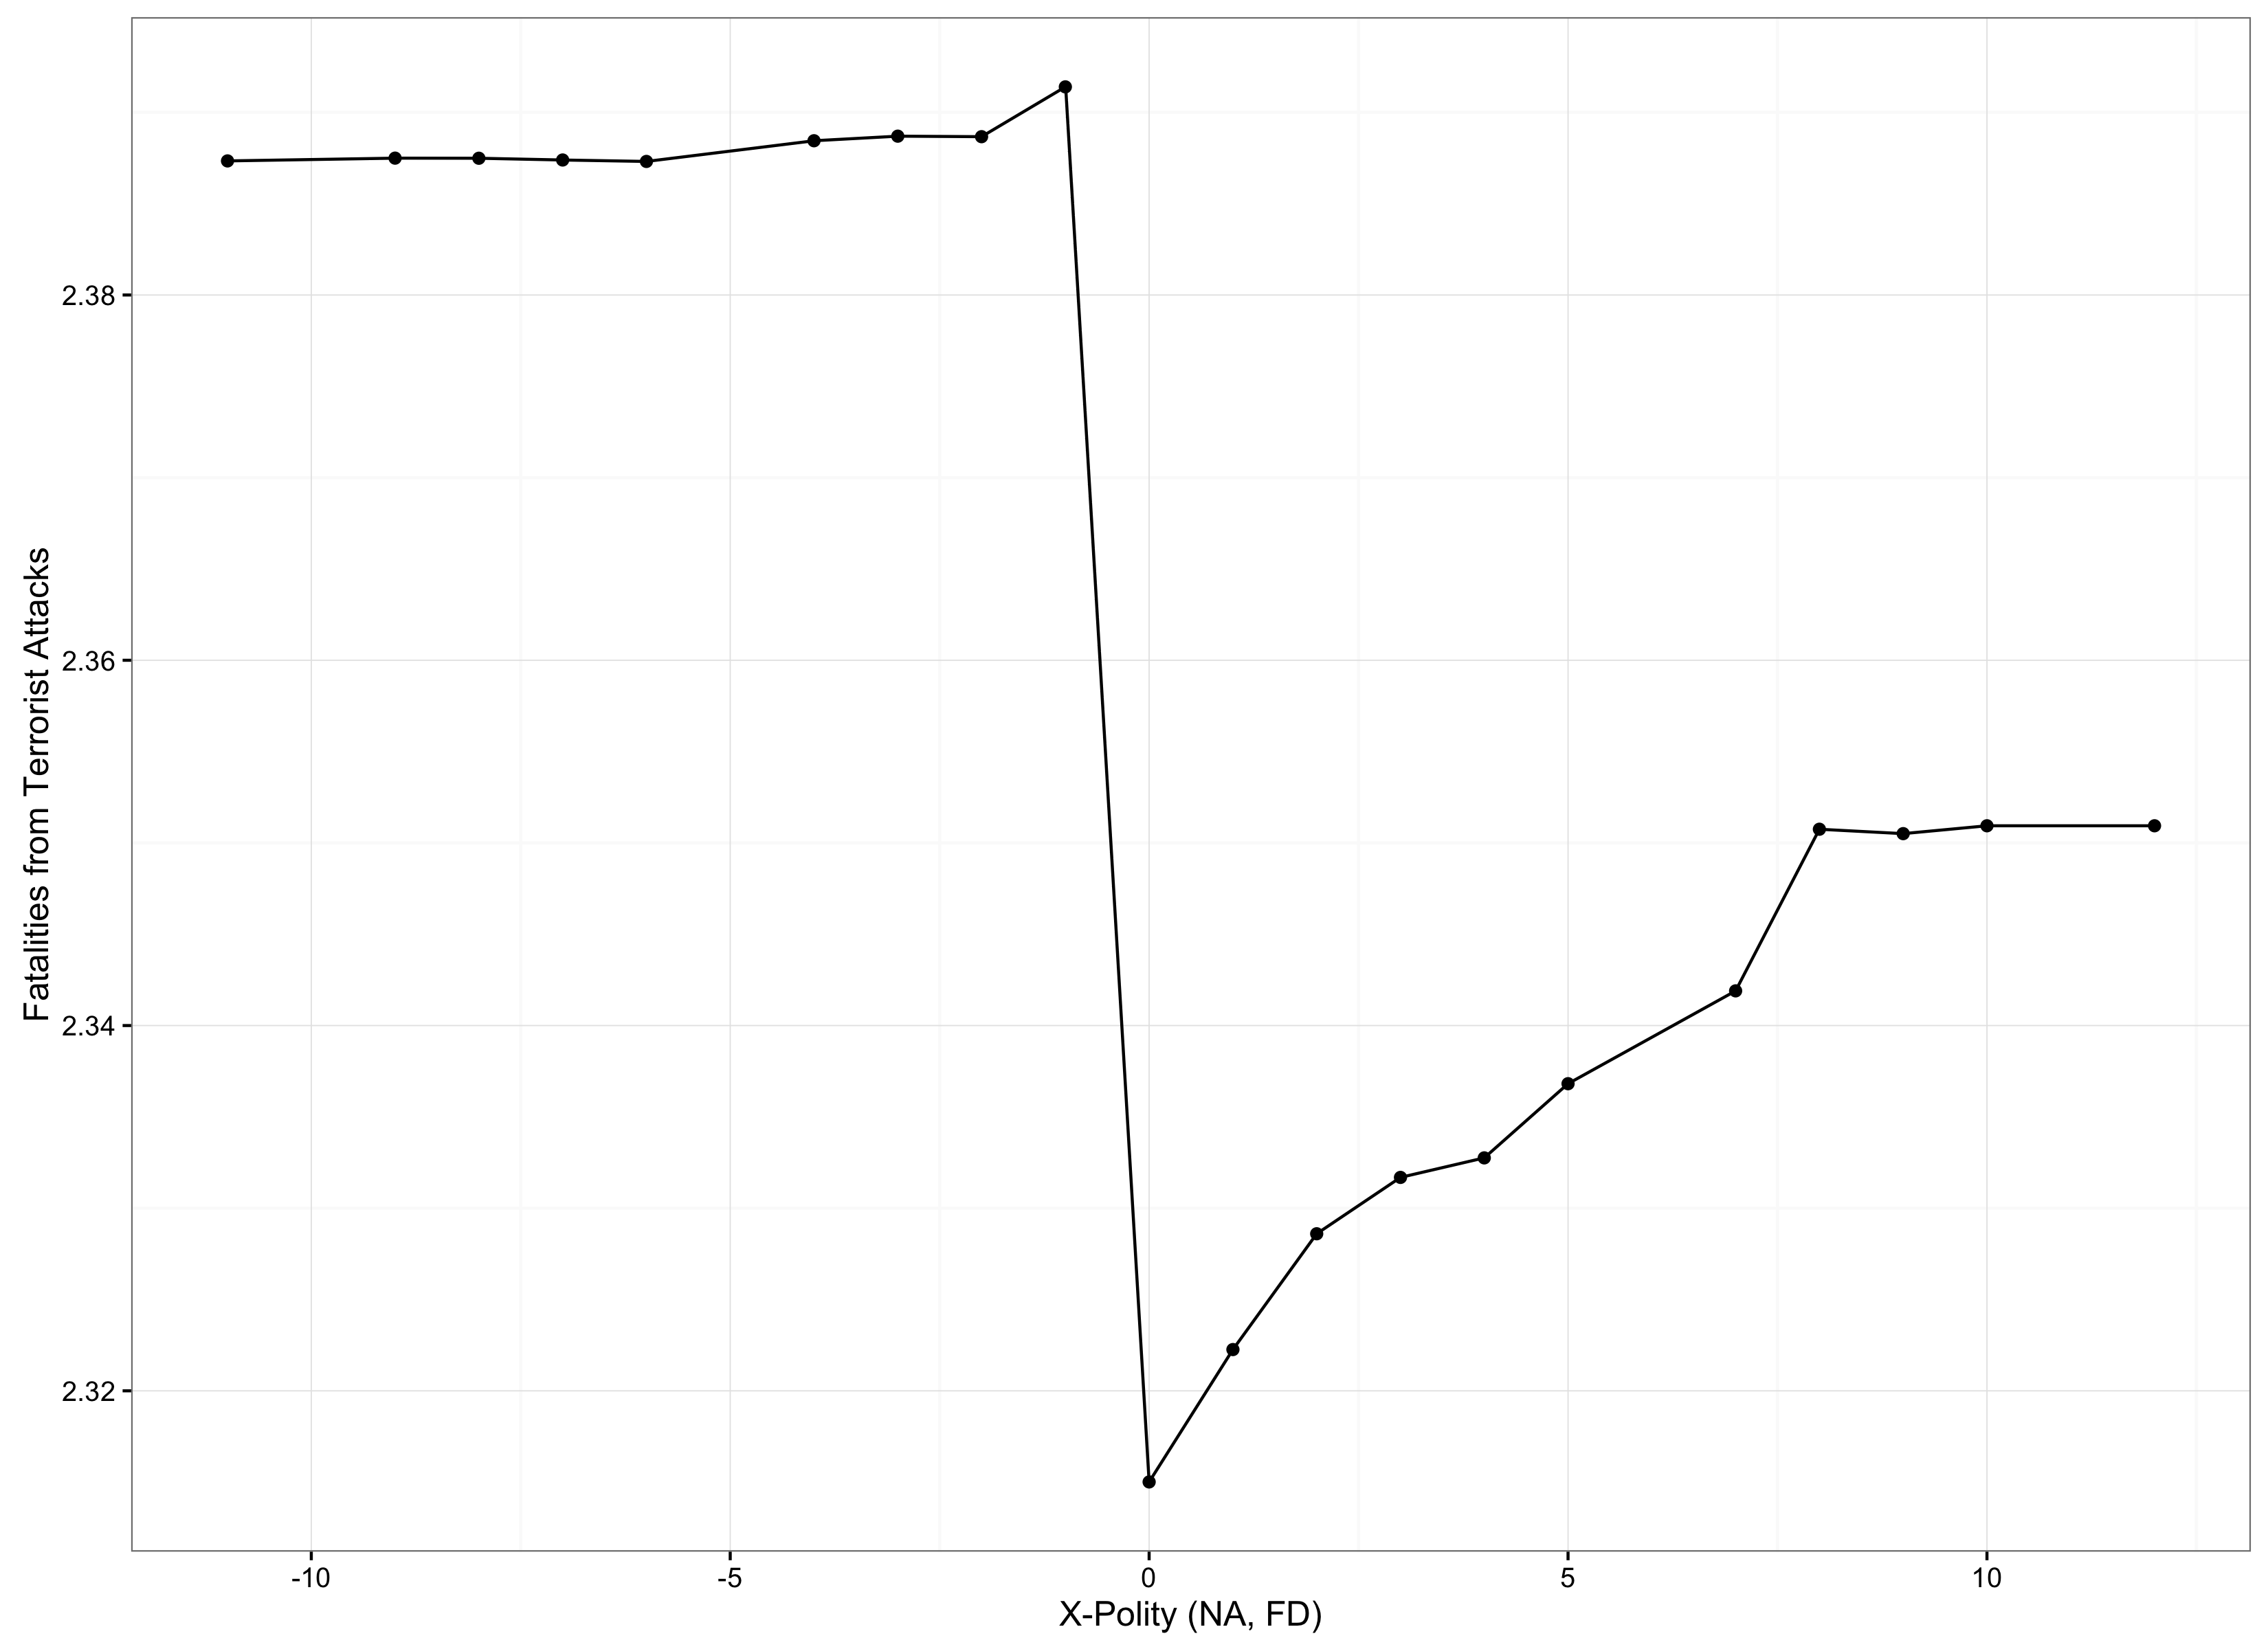 Fatalities from Terrorist Attacks
2.38
2.36
2.34
2.32
-10 -5 0 5 10
X-Polity (NA, FD)